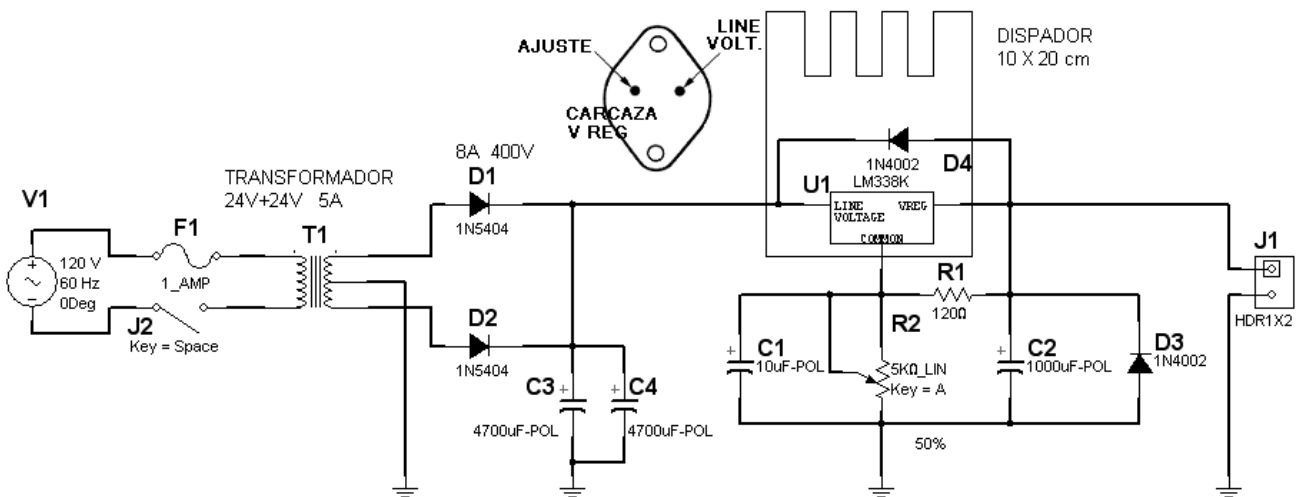 AJUSTE
LINE
VOLT.
CARCAZA
V REG
DISPADOR
10 X 20 cm
8A 400V
D1
1N5404
TRANSFORMADOR
24V+24V 5A
V1
F1
T1
120 V
60 Hz
0Deg
1_AMP
J2
Key = Space
D2
1N5404
C3
4700uF-POL
C4
4700uF-POL
1N4002
D4
LM338K
U1
LINE
VOLTAGE
VREG
COMMON
R1
120Ω
R2
5KΩ_LIN
Key = A
50%
C1
10uF-POL
C2
1000uF-POL
D3
1N4002
J1
HDR1X2